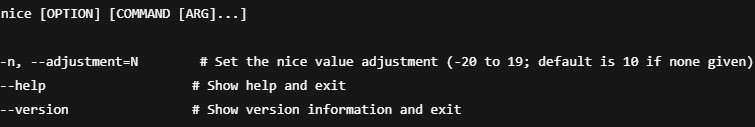 nice [OPTION] [COMMAND [ARG]...]
-n, --adjustment=N # Set the nice value adjustment (-20 to 19; default is 10 if none given)
--help # Show help and exit
--version # Show version information and exit